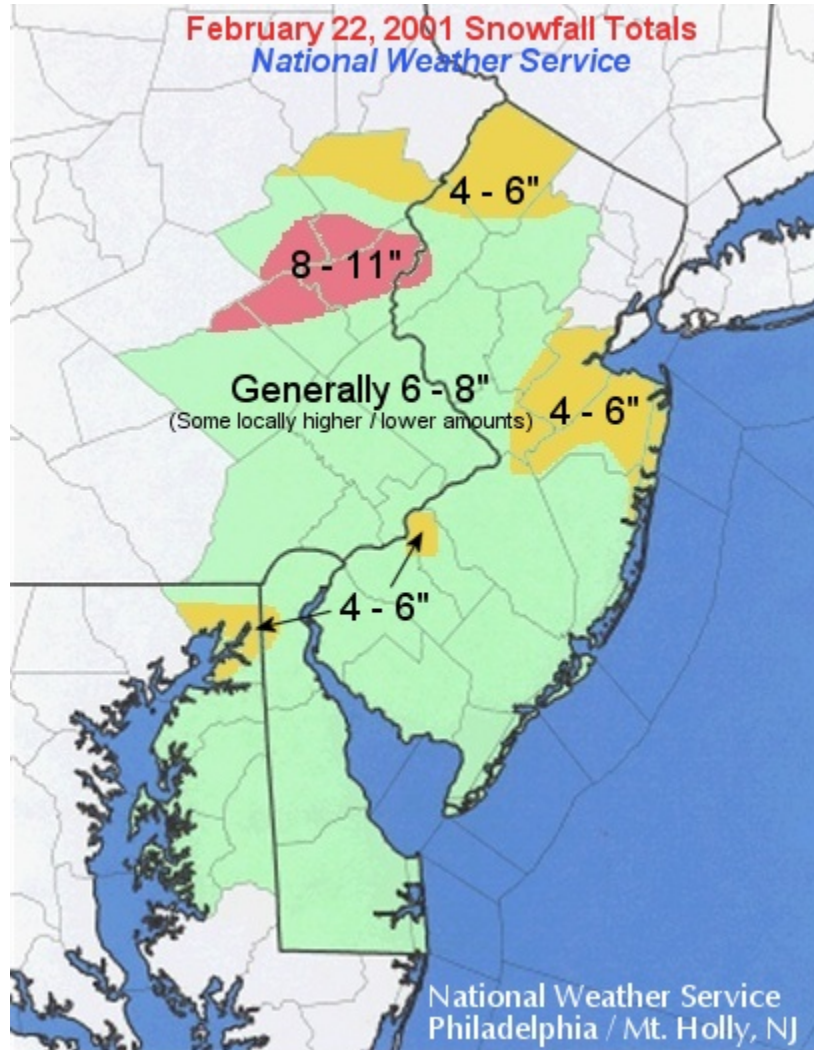 February 22, 2001 Snowfall Totals
National Weather Service
4 - 6"
8 - 11"
Generally 6 - 8"
(Some locally higher / lower amounts)
4 - 6"
4 - 6"
National Weather Service
Philadelphia / Mt. Holly, NJ